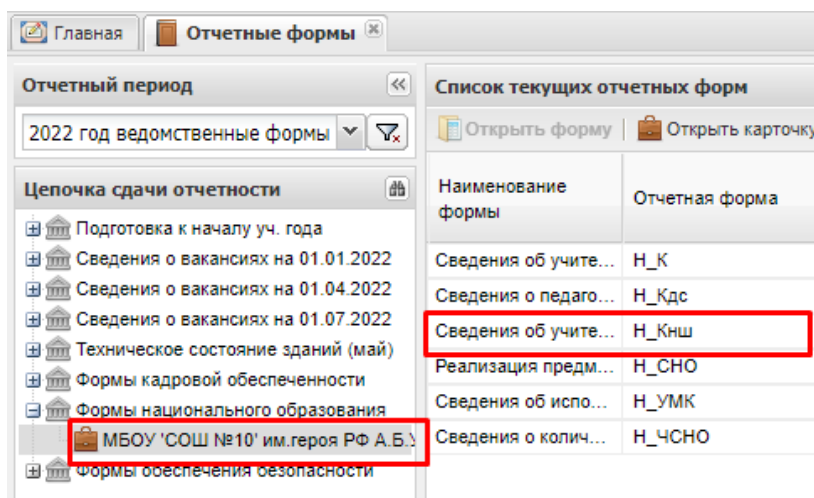 Главная
Отчетные формы
Отчетный период
2022 год ведомственные формы
Цепочка сдачи отчетности
Подготовка к началу уч. года
Сведения о вакансиях на 01.01.2022
Сведения о вакансиях на 01.04.2022
Сведения о вакансиях на 01.07.2022
Техническое состояние зданий (май)
Формы кадровой обеспеченности
Формы национального образования
МБОУ 'СОШ №10' им.героя РФ А.Б.
Формы обеспечения безопасности
Список текущих отчетных форм
Открыть форму | Открыть карточку
Наименование формы
Отчетная форма
Сведения об учите... Н_К
Сведения о педаго... Н_Кдс
Сведения об учите... Н_Кнш
Реализация предм... Н_СНО
Сведения об испо... Н_УМК
Сведения о колич... Н_ЧСНО